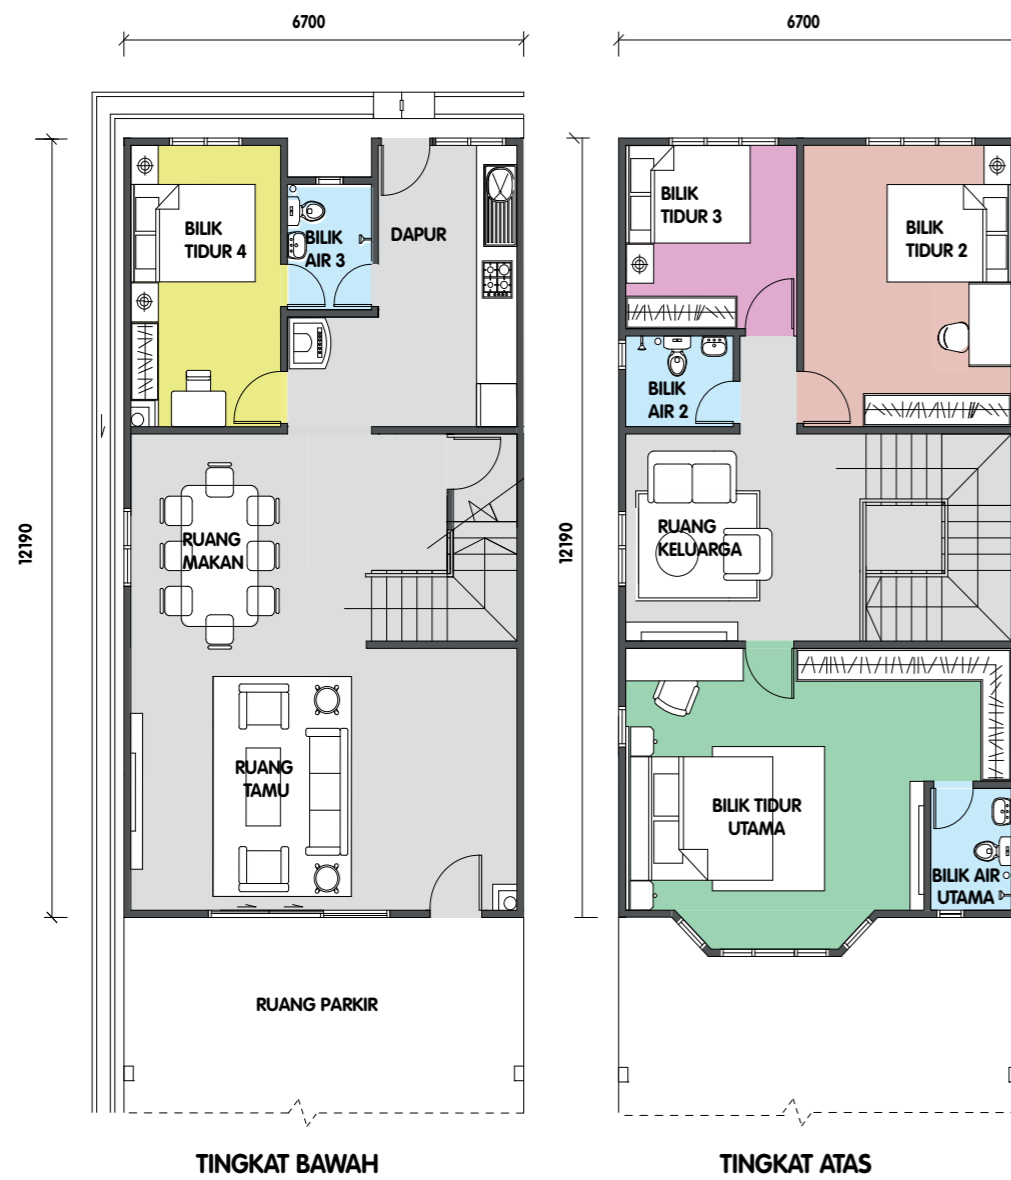 6700
6700
BILIK
TIDUR 4
BILIK
AIR 3
DAPUR
BILIK
TIDUR 3
BILIK
TIDUR 2
BILIK
AIR 2
12190
RUANG
MAKAN
12190
RUANG
KELUARGA
RUANG
TAMU
BILIK TIDUR
UTAMA
BILIK AIR
UTAMA
RUANG PARKIR
TINGKAT BAWAH
TINGKAT ATAS